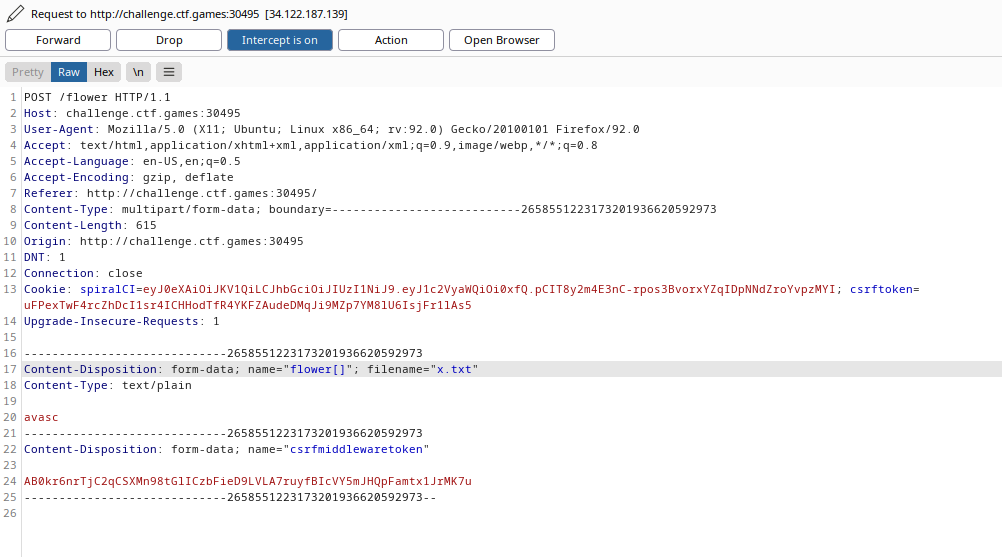 Request to http://challenge.ctf.games:30495 [34.122.187.139]
Forward Drop Intercept is on Action Open Browser
Pretty Raw Hex \n
1 POST /flower HTTP/1.1
2 Host: challenge.ctf.games:30495
3 User-Agent: Mozilla/5.0 (X11; Ubuntu; Linux x86_64; rv:92.0) Gecko/20100101 Firefox/92.0
4 Accept: text/html,application/xhtml+xml,application/xml;q=0.9,image/webp,*/*;q=0.8
5 Accept-Language: en-US,en;q=0.5
6 Accept-Encoding: gzip, deflate
7 Referer: http://challenge.ctf.games:30495/
8 Content-Type: multipart/form-data; boundary=---------------------------2658551223173201936620592973
9 Content-Length: 615
10 Origin: http://challenge.ctf.games:30495
11 DNT: 1
12 Connection: close
13 Cookie: spiralCI=eyJ0eXAiOiJKV1QiLCJhbGciOiJIUzI1NiJ9.eyJ1c2VyaWQiOi0xfQ.pCIT8y2m4E3nC-rpos3BvorxYZqIDpNNdZroYvpzMYI; csrftoken=
uFPexTwF4rcZhDcI1sr4ICHHodTfR4YKFZAudeDMqJi9MZp7YM8lU6IsjFr1lAs5
14 Upgrade-Insecure-Requests: 1
15
16 -----------------------------2658551223173201936620592973
17 Content-Disposition: form-data; name="flower[]"; filename="x.txt"
18 Content-Type: text/plain
19
20 avasc
21 -----------------------------2658551223173201936620592973
22 Content-Disposition: form-data; name="csrfmiddlewaretoken"
23
24 AB0kr6nrTjC2qCSXMn98tGlICzbFieD9LVLA7ruyfBIcVY5mJHQpFamtx1JrMK7u
25 -----------------------------2658551223173201936620592973--
26